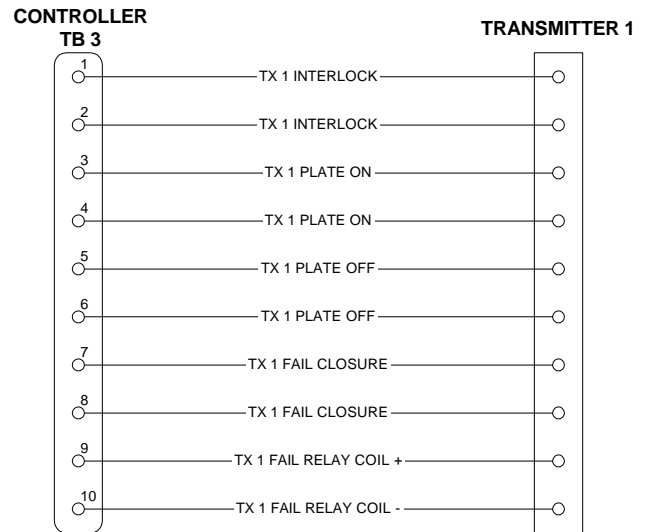 CONTROLLER
TB 3
TRANSMITTER 1
1 TX 1 INTERLOCK
2 TX 1 INTERLOCK
3 TX 1 PLATE ON
4 TX 1 PLATE ON
5 TX 1 PLATE OFF
6 TX 1 PLATE OFF
7 TX 1 FAIL CLOSURE
8 TX 1 FAIL CLOSURE
9 TX 1 FAIL RELAY COIL +
10 TX 1 FAIL RELAY COIL -